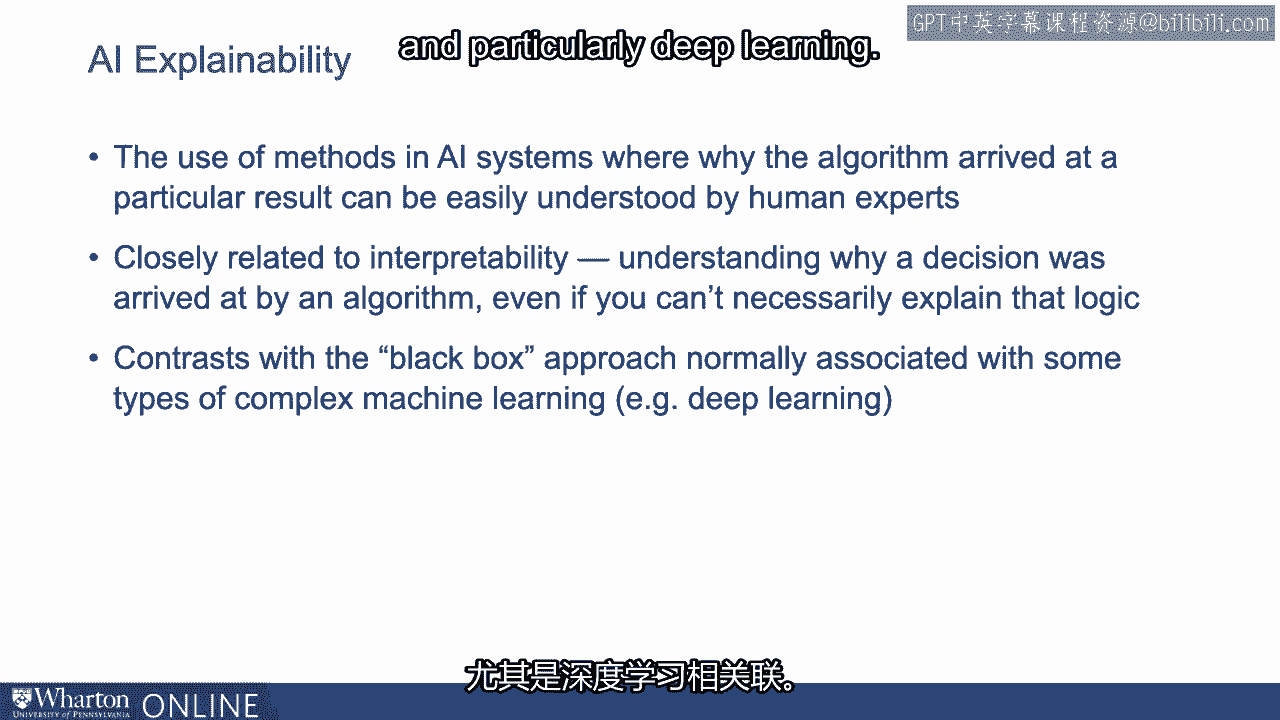 GPT中英字幕课程资源@bilibili.com
and particularly deep learning.
AI Explainability
• The use of methods in AI systems where why the algorithm arrived at a
particular result can be easily understood by human experts
• Closely related to interpretability — understanding why a decision was
arrived at by an algorithm, even if you can’t necessarily explain that logic
• Contrasts with the “black box” approach normally associated with some
types of complex machine learning (e.g. deep learning)
尤其是深度学习相关联。
Wharton ONLINE
UNIVERSITY of PENNSYLVANIA